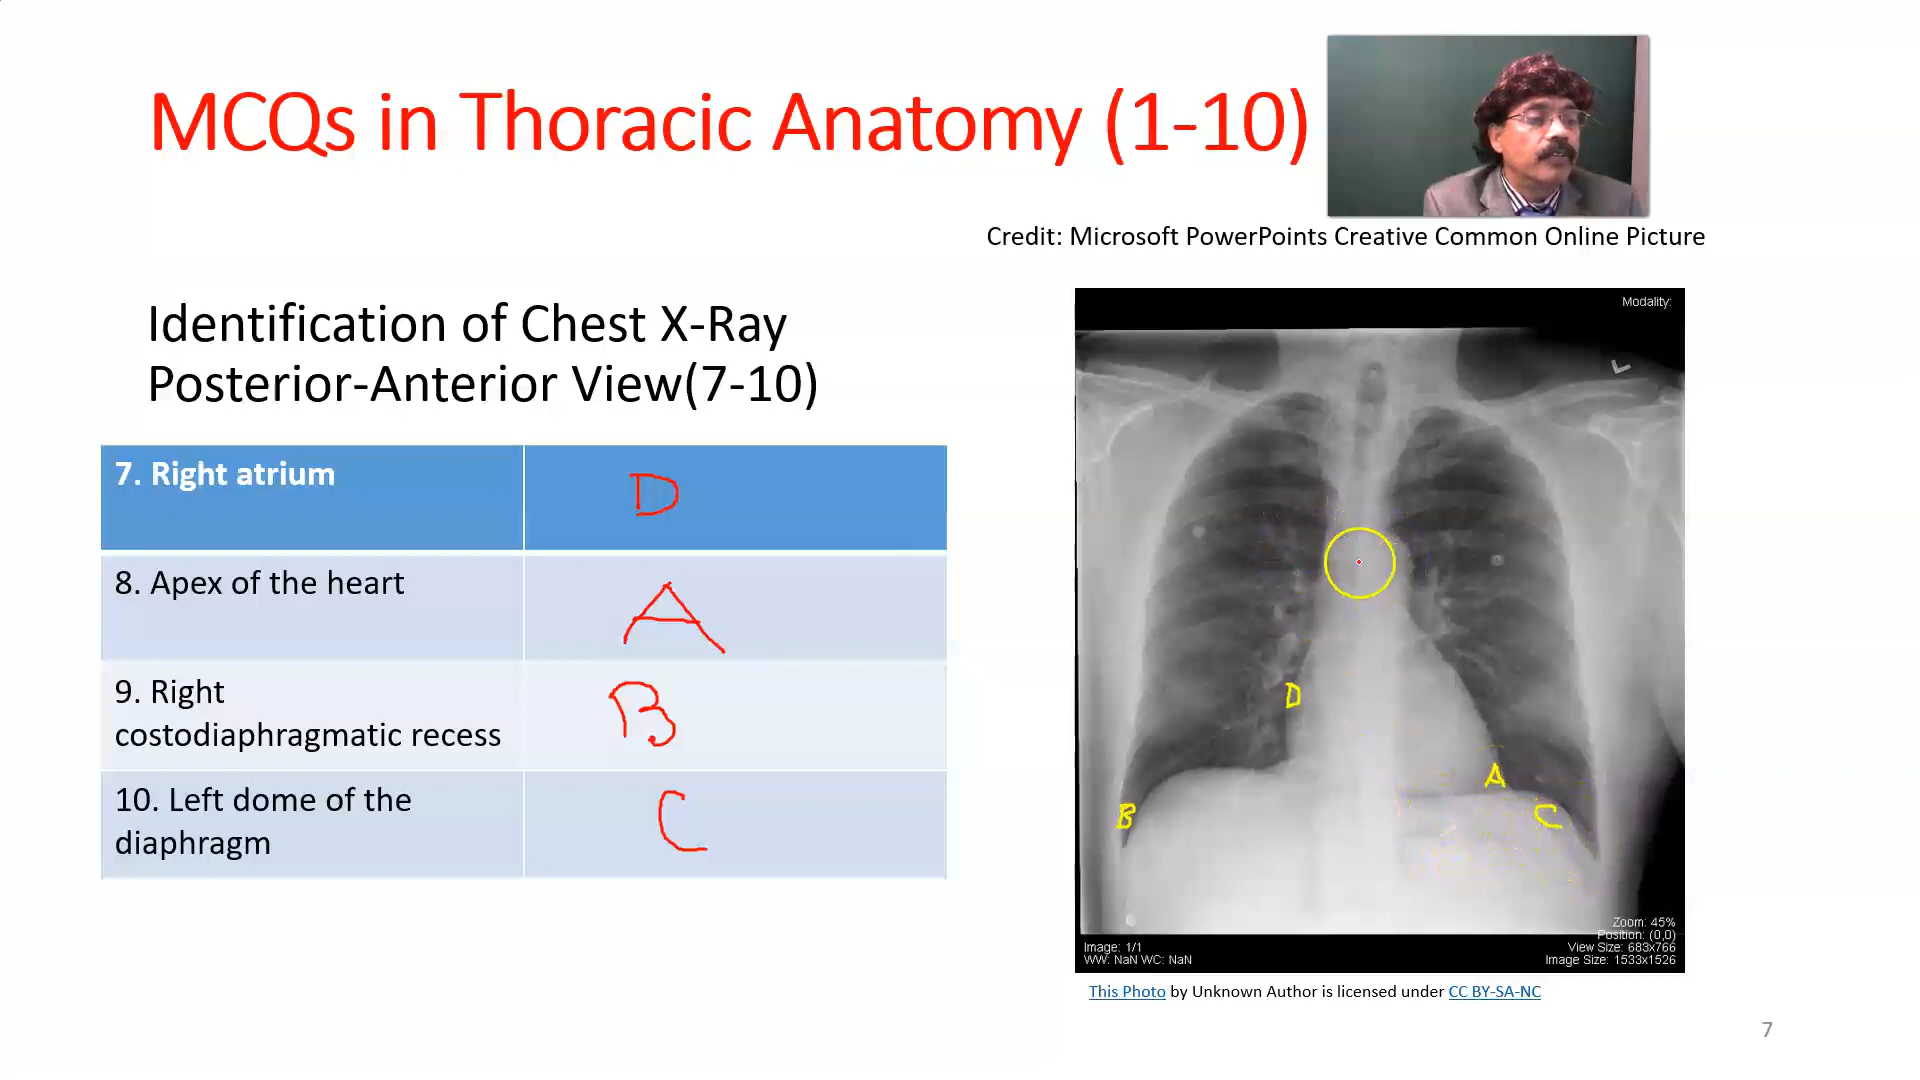 MCQs in Thoracic Anatomy (1-10)
Credit: Microsoft PowerPoints Creative Common Online Picture
Identification of Chest X-Ray
Posterior-Anterior View(7-10)
7. Right atrium
D
8. Apex of the heart
A
9. Right
costodiaphragmatic recess
B
10. Left dome of the
diaphragm
C
Modality:
L
D
A
B
C
Zoom: 45%
Position: (0,0)
Image: 1/1
View Size: 683x766
WW: NaN WC: NaN
Image Size: 1533x1526
This Photo by Unknown Author is licensed under CC BY-SA-NC
7